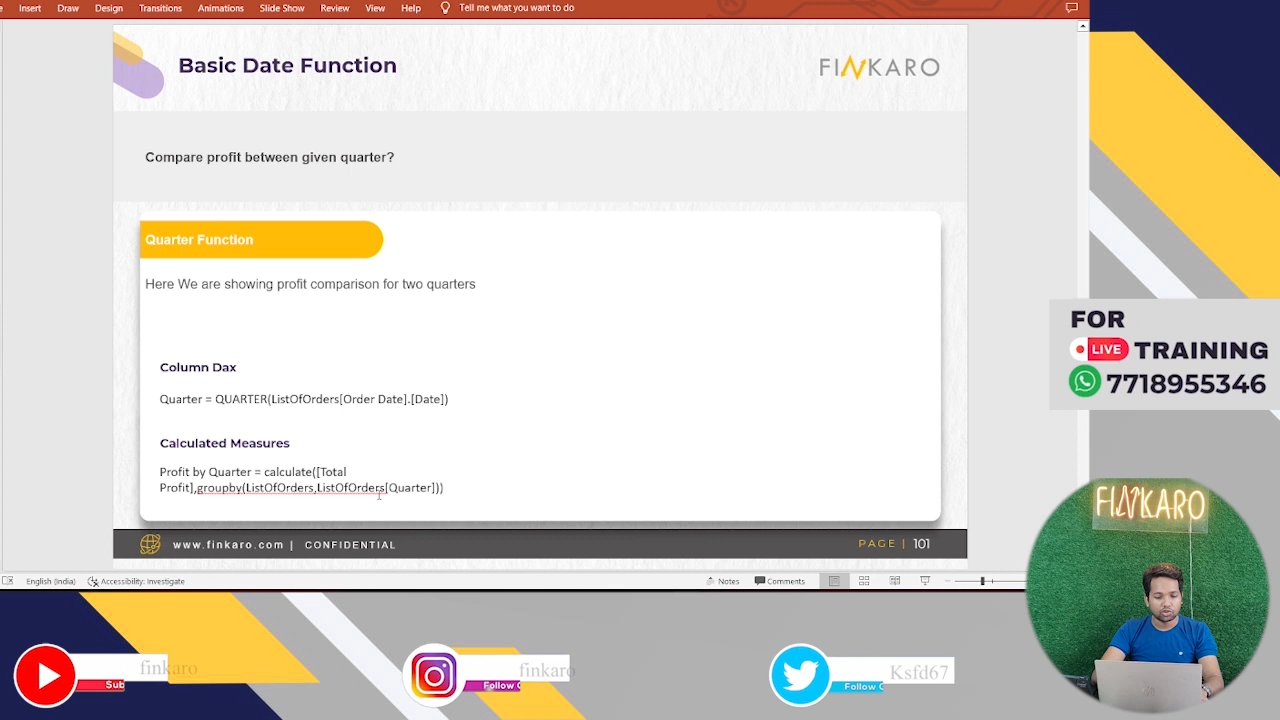 Insert Draw Design Transitions Animations Slide Show Review View Help Tell me what you want to do
Basic Date Function
FINKARO
Compare profit between given quarter?
Quarter Function
Here We are showing profit comparison for two quarters
Column Dax
Quarter = QUARTER(ListOfOrders[Order Date].[Date])
Calculated Measures
Profit by Quarter = calculate([Total
Profit],groupby(ListOfOrders,ListOfOrders[Quarter]))
www.finkaro.com | CONFIDENTIAL
PAGE | 101
English (India) Accessibility: Investigate
Notes Comments
FOR
LIVE TRAINING
7718955346
FINKARO
finkaro
Sub
finkaro
Follow
Ksfd67
Follow